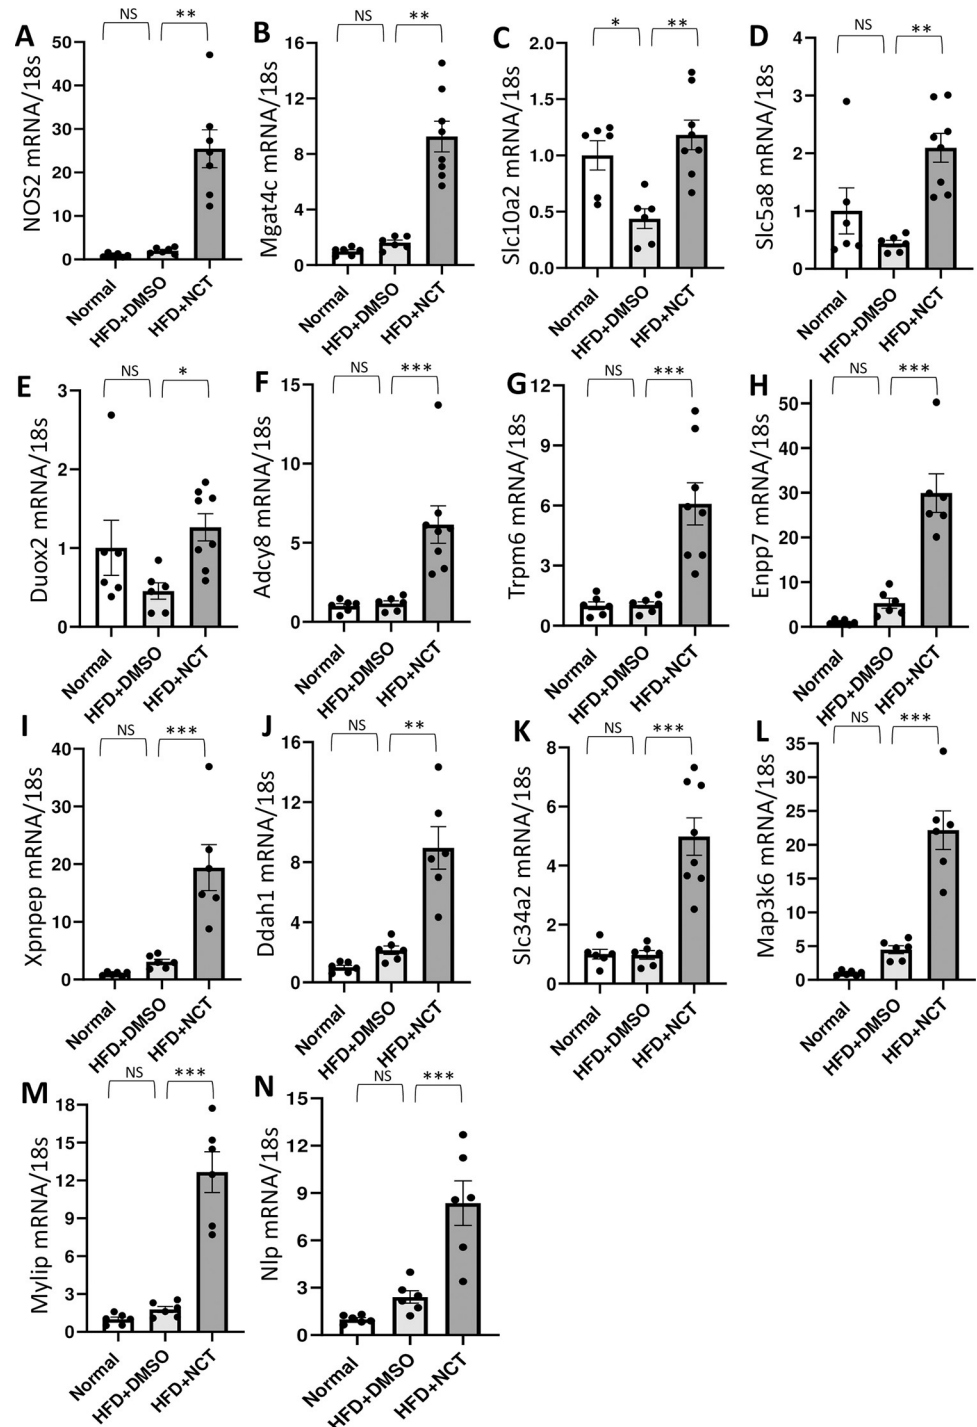 A
NS
**
NOS2 mRNA/18s
50
40
30
20
10
0
Normal
HFD+DMSO
HFD+NCT
B
NS
**
Mgat4c mRNA/18s
16
12
8
4
0
Normal
HFD+DMSO
HFD+NCT
C
*
**
Slc10a2 mRNA/18s
2.0
1.5
1.0
0.5
0.0
Normal
HFD+DMSO
HFD+NCT
D
NS
**
Slc5a8 mRNA/18s
4
3
2
1
0
Normal
HFD+DMSO
HFD+NCT
E
NS
*
Duox2 mRNA/18s
3
2
1
0
Normal
HFD+DMSO
HFD+NCT
F
NS
***
Adcy8 mRNA/18s
15
10
5
0
Normal
HFD+DMSO
HFD+NCT
G
NS
***
Trpm6 mRNA/18s
12
9
6
3
0
Normal
HFD+DMSO
HFD+NCT
H
NS
***
Enpp7 mRNA/18s
50
40
30
20
10
0
Normal
HFD+DMSO
HFD+NCT
I
NS
***
Xpnpep mRNA/18s
40
30
20
10
0
Normal
HFD+DMSO
HFD+NCT
J
NS
**
Ddah1 mRNA/18s
16
12
8
4
0
Normal
HFD+DMSO
HFD+NCT
K
NS
***
Slc34a2 mRNA/18s
8
6
4
2
0
Normal
HFD+DMSO
HFD+NCT
L
NS
***
Map3k6 mRNA/18s
35
30
25
20
15
10
5
0
Normal
HFD+DMSO
HFD+NCT
M
NS
***
Mylip mRNA/18s
18
15
12
9
6
3
0
Normal
HFD+DMSO
HFD+NCT
N
NS
***
Nlp mRNA/18s
15
12
9
6
3
0
Normal
HFD+DMSO
HFD+NCT